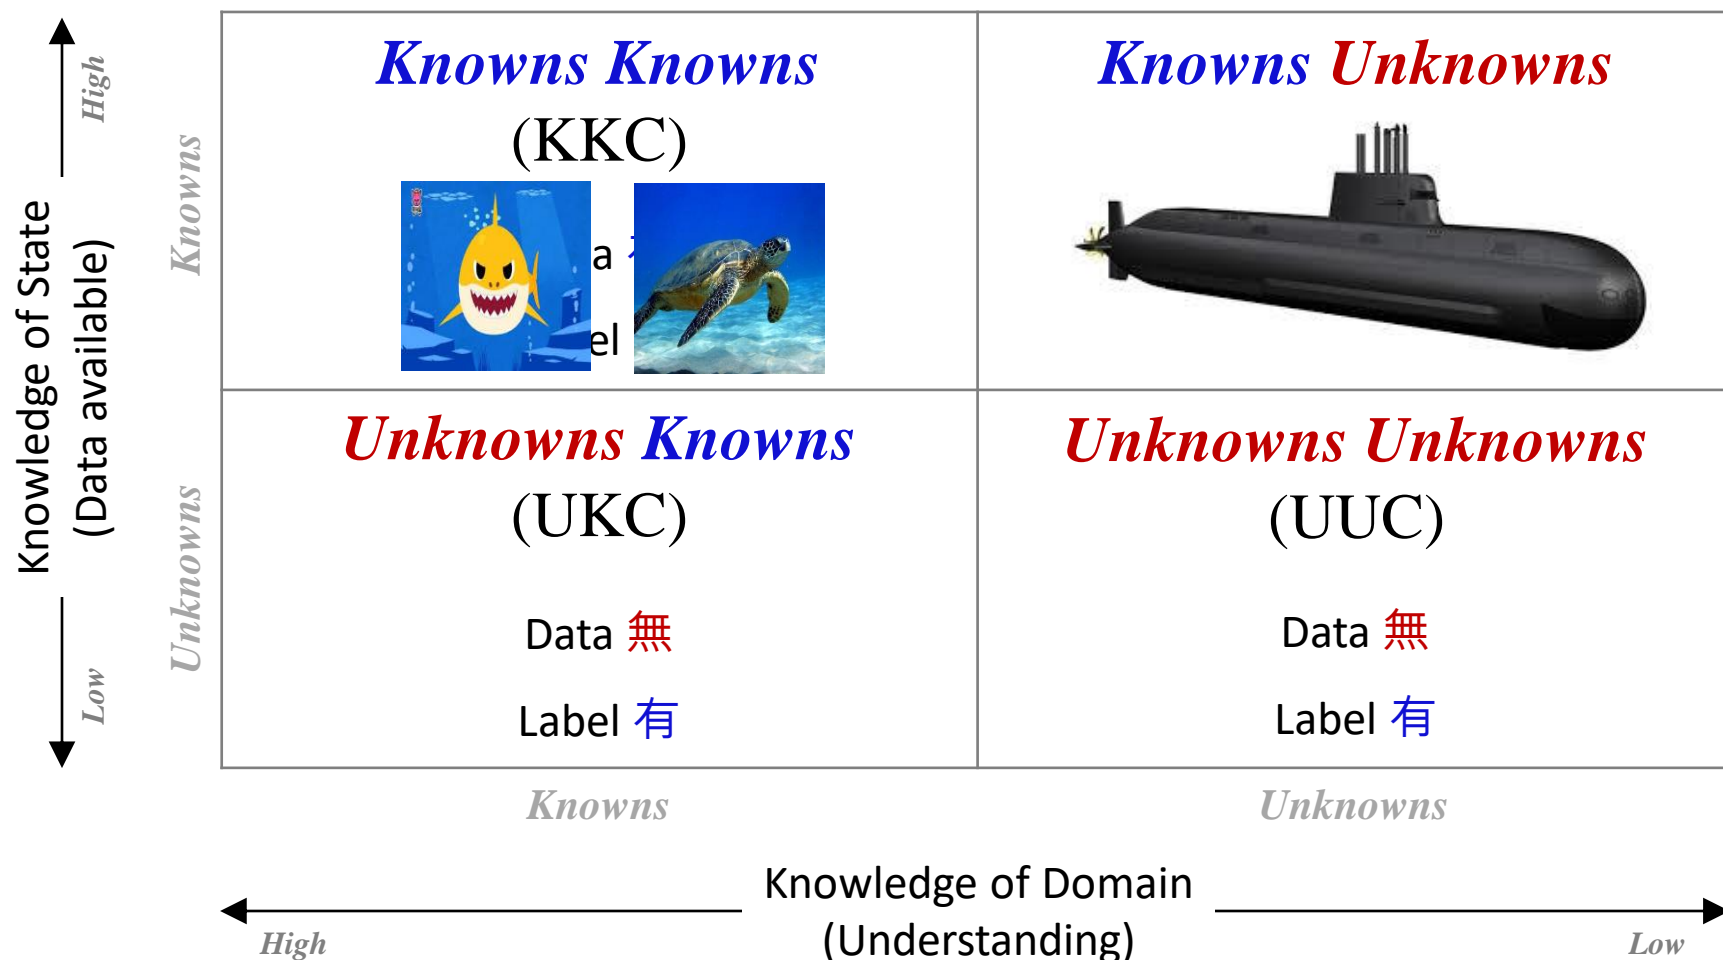 High
Knowledge of State
(Data available)
Low
Knowns
Unknowns
Knowns Knowns
(KKC)
a
el
Knowns Unknowns
Unknowns Knowns
(UKC)
Data 無
Label 有
Unknowns Unknowns
(UUC)
Data 無
Label 有
Knowns
Unknowns
Knowledge of Domain
(Understanding)
High
Low